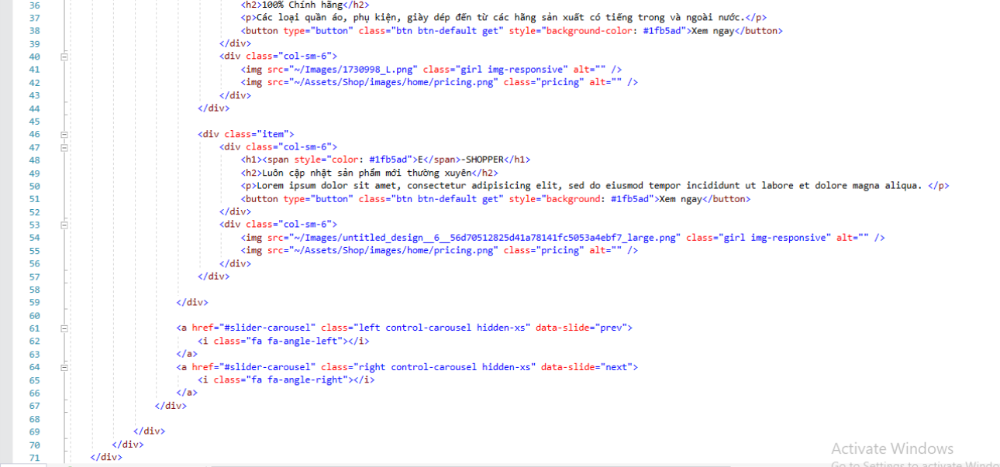 36 <h2>100% Chính hãng</h2>
37 <p>Các loại quần áo, phụ kiện, giày dép đến từ các hãng sản xuất có tiếng trong và ngoài nước.</p>
38 <button type="button" class="btn btn-default get" style="background-color: #1fb5ad">Xem ngay</button>
39 </div>
40 <div class="col-sm-6">
41 <img src="~/Images/1730998_L.png" class="girl img-responsive" alt="" />
42 <img src="~/Assets/Shop/images/home/pricing.png" class="pricing" alt="" />
43 </div>
44 </div>
45
46 <div class="item">
47 <div class="col-sm-6">
48 <h1><span style="color: #1fb5ad">E</span>-SHOPPER</h1>
49 <h2>Luôn cập nhật sản phẩm mới thường xuyên</h2>
50 <p>Lorem ipsum dolor sit amet, consectetur adipisicing elit, sed do eiusmod tempor incididunt ut labore et dolore magna aliqua. </p>
51 <button type="button" class="btn btn-default get" style="background: #1fb5ad">Xem ngay</button>
52 </div>
53 <div class="col-sm-6">
54 <img src="~/Images/untitled_design__6__56d70512825d41a78141fc5053a4ebf7_large.png" class="girl img-responsive" alt="" />
55 <img src="~/Assets/Shop/images/home/pricing.png" class="pricing" alt="" />
56 </div>
57 </div>
58
59 </div>
60
61 <a href="#slider-carousel" class="left control-carousel hidden-xs" data-slide="prev">
62 <i class="fa fa-angle-left"></i>
63 </a>
64 <a href="#slider-carousel" class="right control-carousel hidden-xs" data-slide="next">
65 <i class="fa fa-angle-right"></i>
66 </a>
67 </div>
68
69 </div>
70 </div>
71 </div>
Activate Windows
Go to Settings to activate Windo